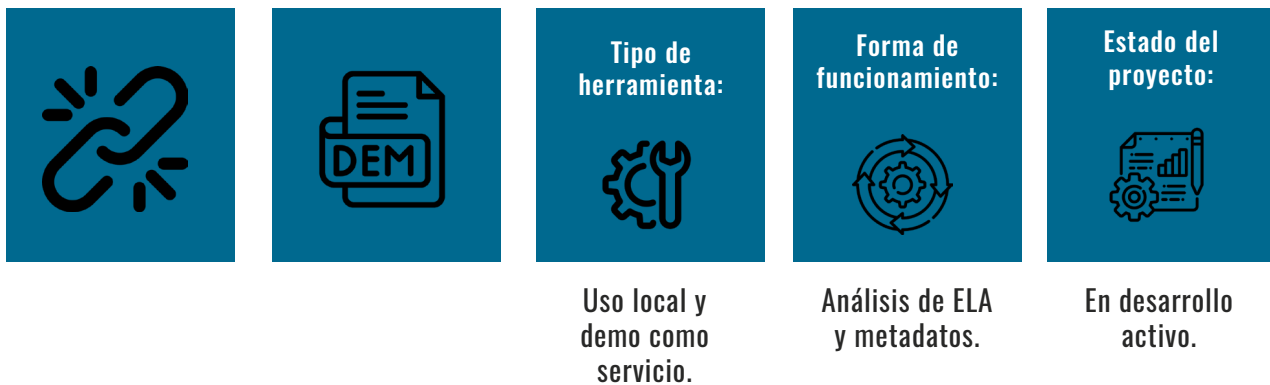 DEM
Tipo de
herramienta:
Uso local y
demo como
servicio.
Forma de
funcionamiento:
Análisis de ELA
y metadatos.
Estado del
proyecto:
En desarrollo
activo.